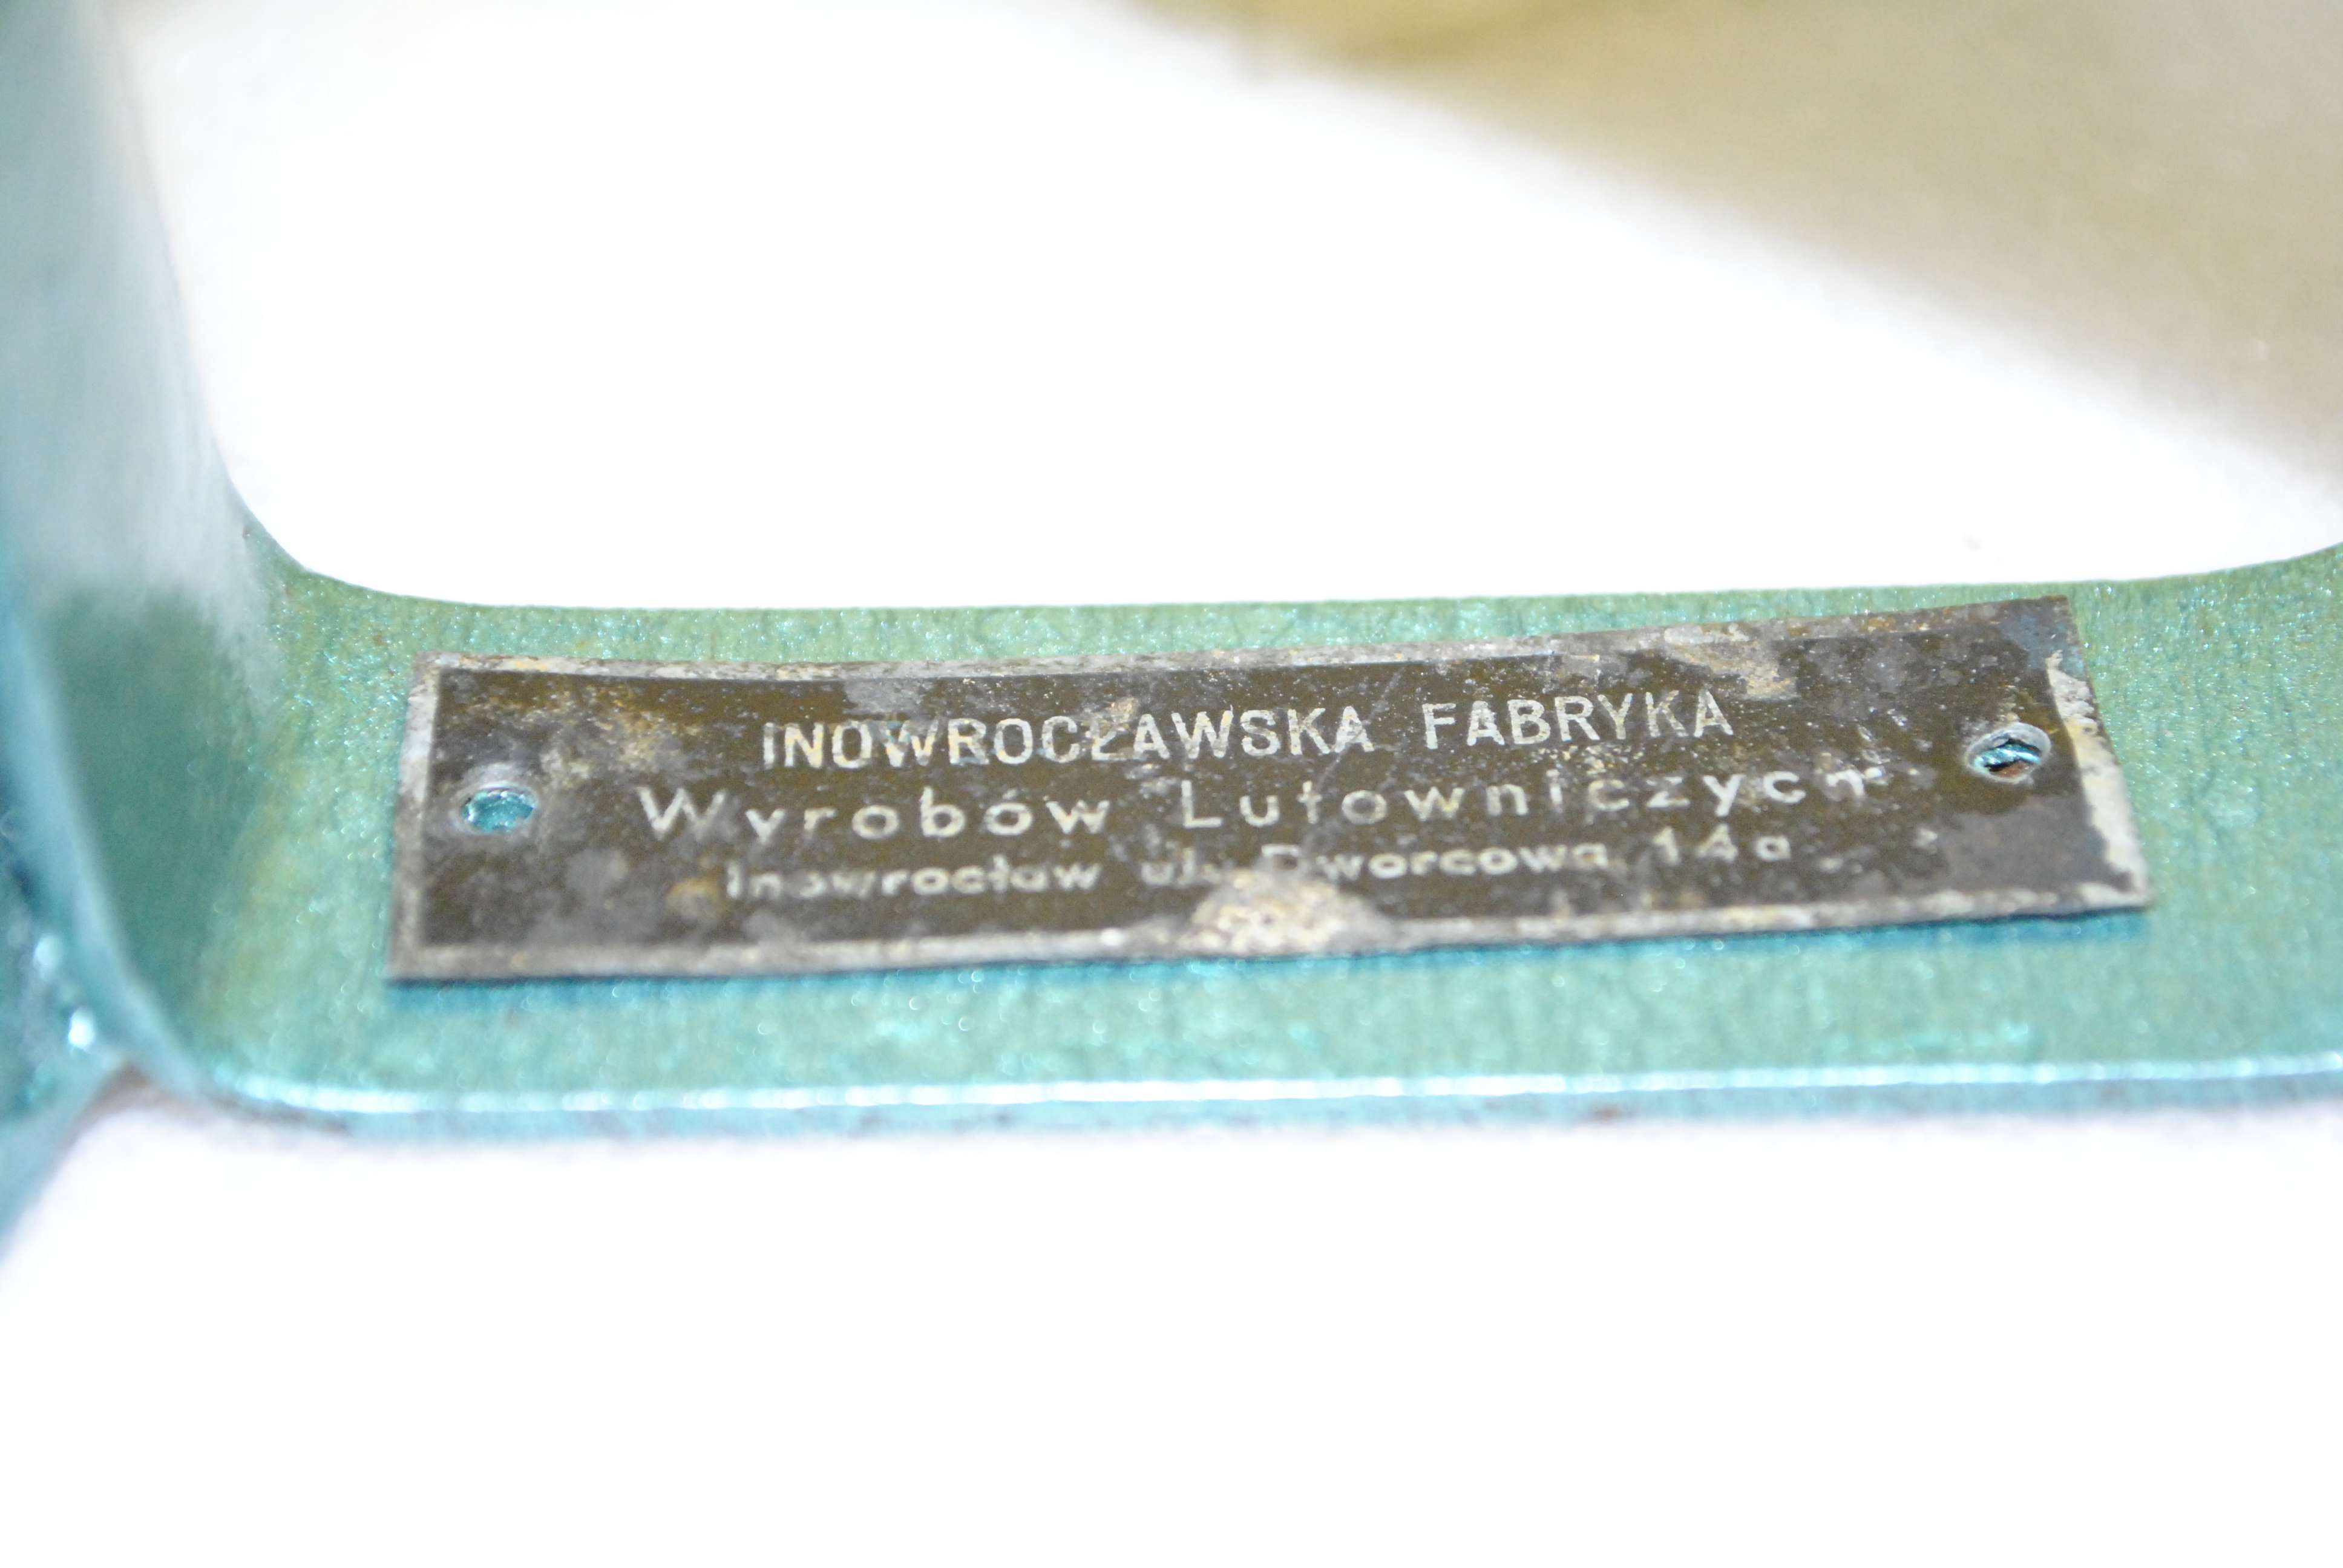 INOWROCŁAWSKA FABRYKA
Wyrobów Lutowniczych
Inowrocław ul. Dworcowa 14a